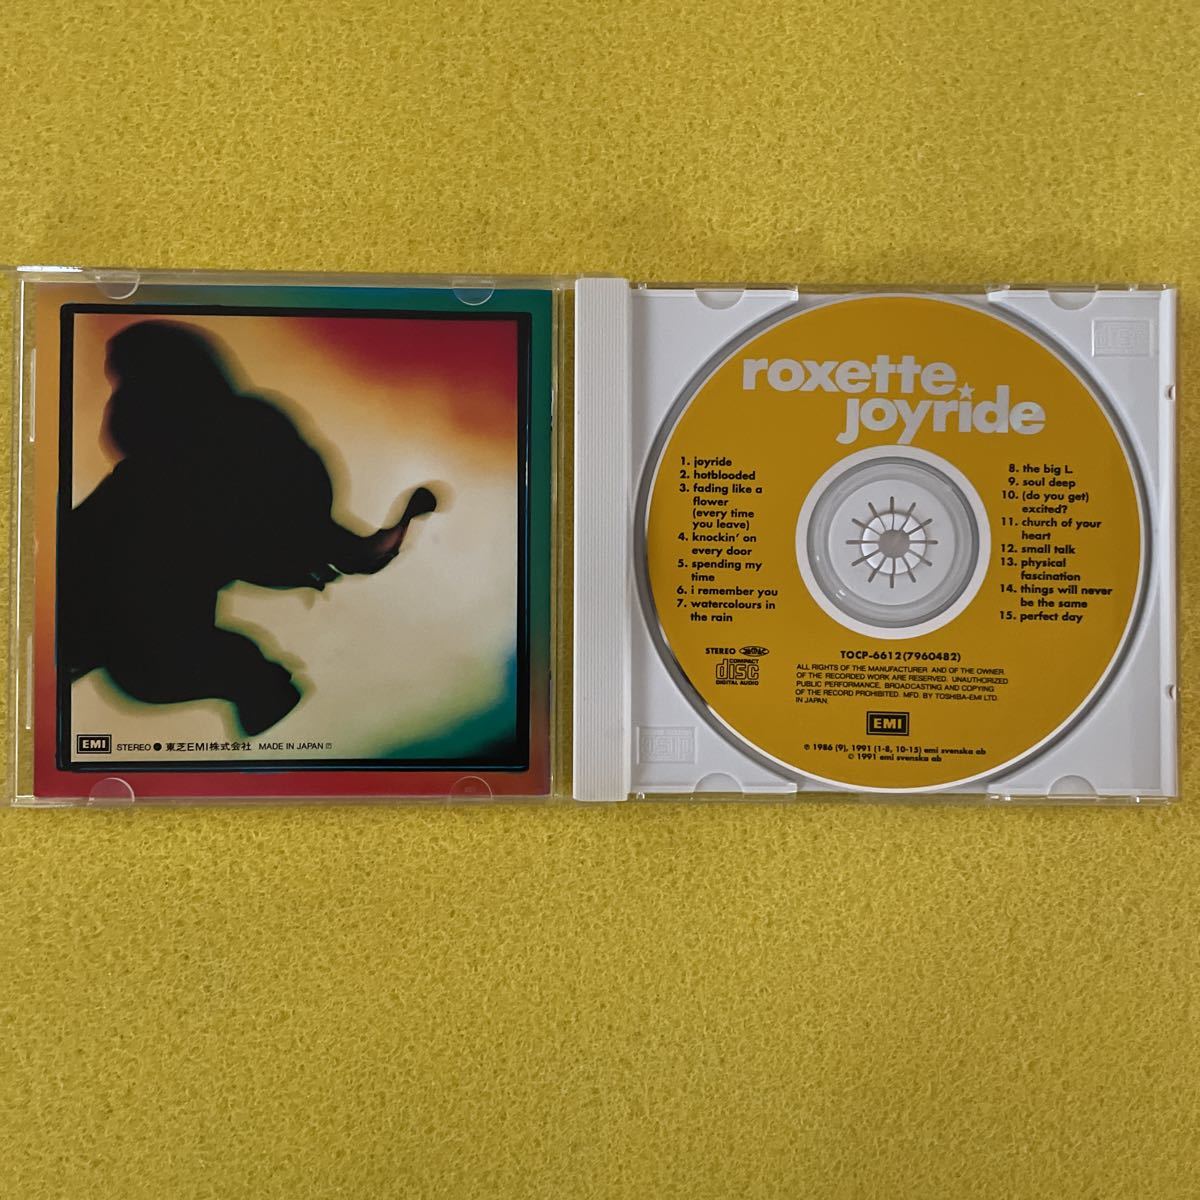 EMI
STEREO ● 東芝EMI株式会社 MADE IN JAPAN Ⓟ
roxette
joyride
1. joyride
2. hotblooded
3. fading like a
flower
(every time
you leave)
4. knockin' on
every door
5. spending my
time
6. i remember you
7. watercolours in
the rain
8. the big L.
9. soul deep
10. (do you get)
excited?
11. church of your
heart
12. small talk
13. physical
fascination
14. things will never
be the same
15. perfect day
STEREO
COMPACT
disc
DIGITAL AUDIO
TOCP-6612(7960482)
ALL RIGHTS OF THE MANUFACTURER AND OF THE OWNER
OF THE RECORDED WORK ARE RESERVED. UNAUTHORIZED
PUBLIC PERFORMANCE, BROADCASTING AND COPYING
OF THE RECORD PROHIBITED. MFD. BY TOSHIBA-EMI LTD.
IN JAPAN.
EMI
℗ 1986 (9), 1991 (1-8, 10-15) emi svenska ab
© 1991 emi svenska ab
disc